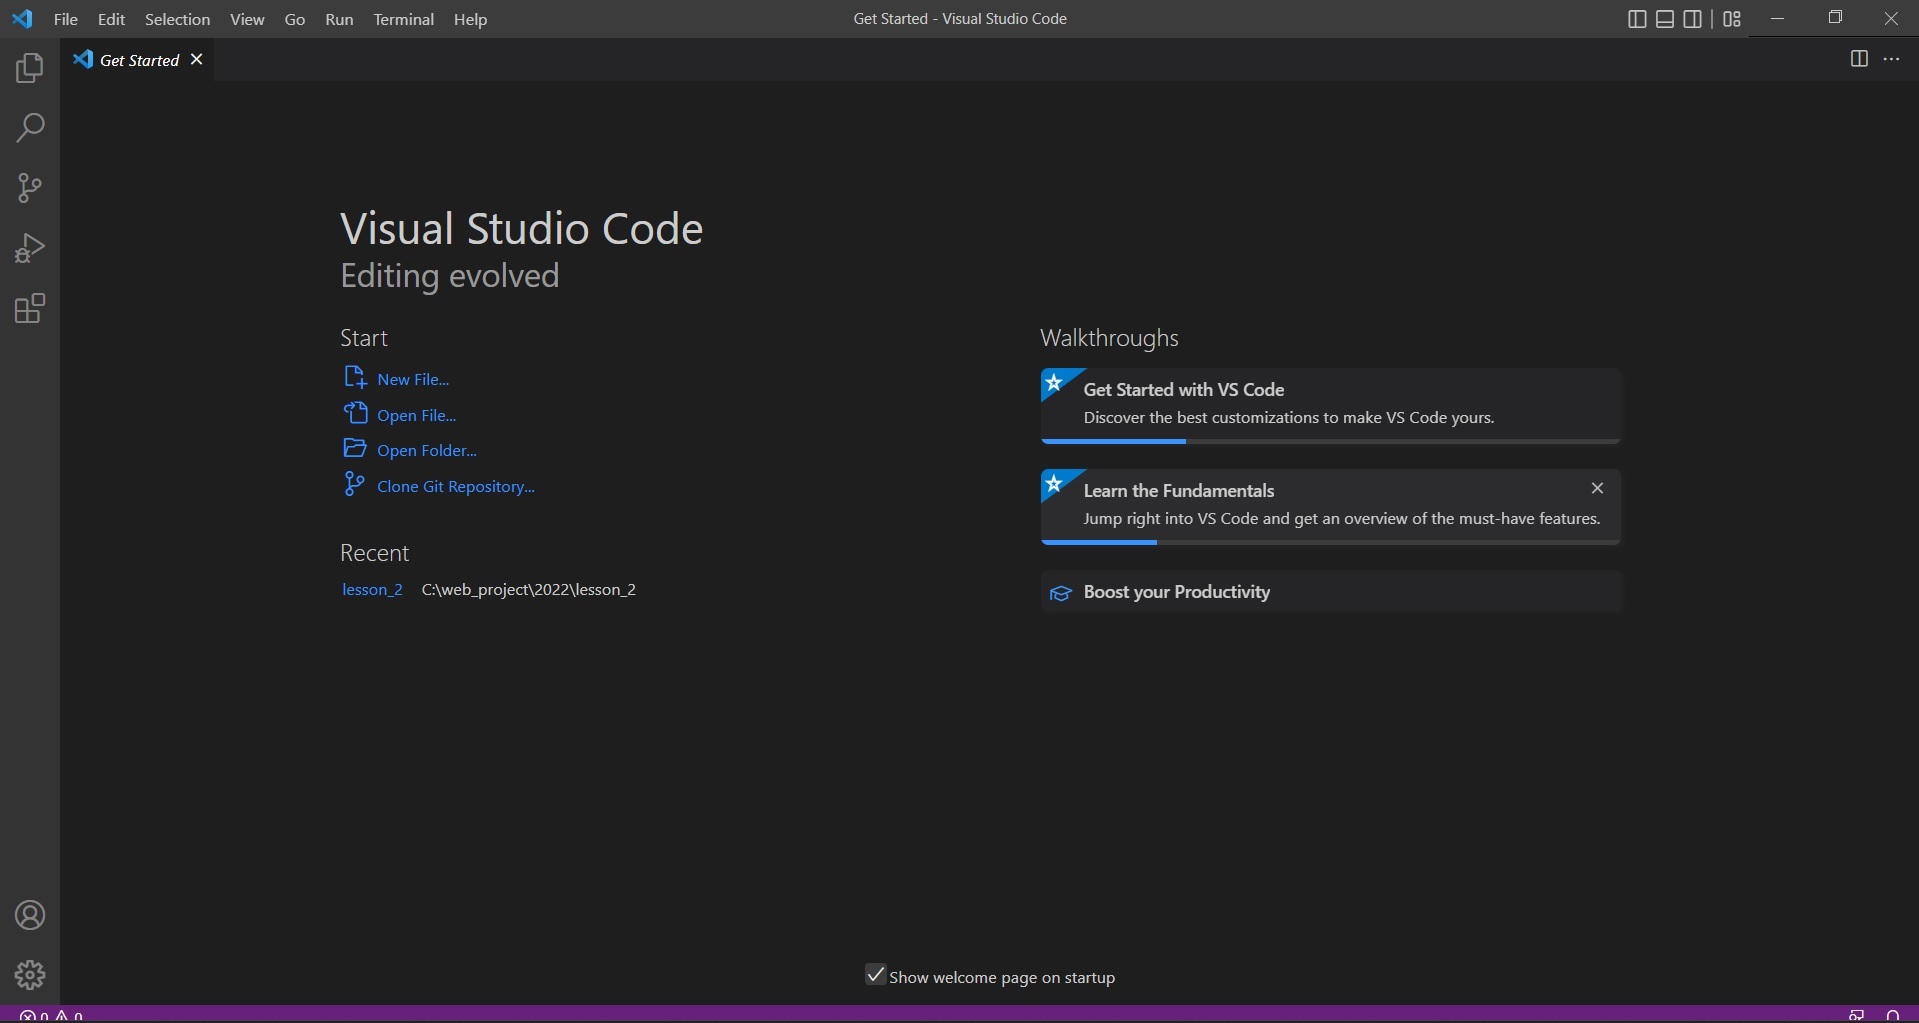 File Edit Selection View Go Run Terminal Help
Get Started - Visual Studio Code
Get Started
Visual Studio Code
Editing evolved
Start
New File...
Open File...
Open Folder...
Clone Git Repository...
Recent
lesson_2 C:\web_project\2022\lesson_2
Walkthroughs
Get Started with VS Code
Discover the best customizations to make VS Code yours.
Learn the Fundamentals
Jump right into VS Code and get an overview of the must-have features.
Boost your Productivity
Show welcome page on startup
0 0